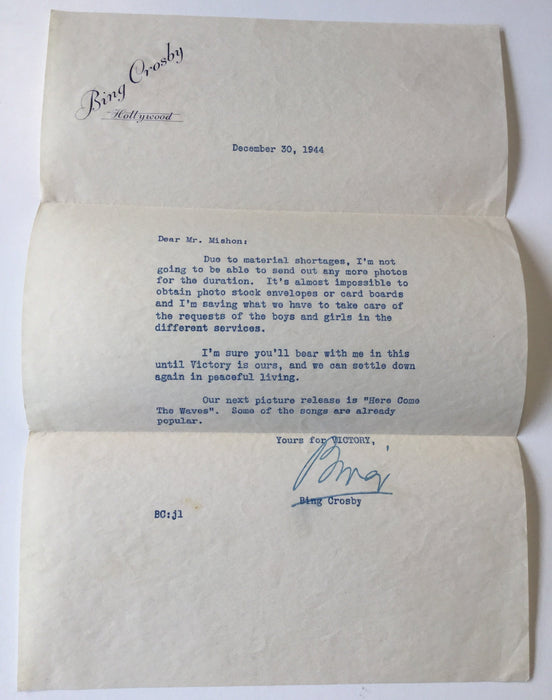 Bing Crosby
Hollywood
December 30, 1944
Dear Mr. Mishon:
Due to material shortages, I'm not
going to be able to send out any more photos
for the duration. It's almost impossible to
obtain photo stock envelopes or card boards
and I'm saving what we have to take care of
the requests of the boys and girls in the
different services.
I'm sure you'll bear with me in this
until Victory is ours, and we can settle down
again in peaceful living.
Our next picture release is "Here Come
The Waves". Some of the songs are already
popular.
Yours for VICTORY,
Bing
Bing Crosby
BC:jl